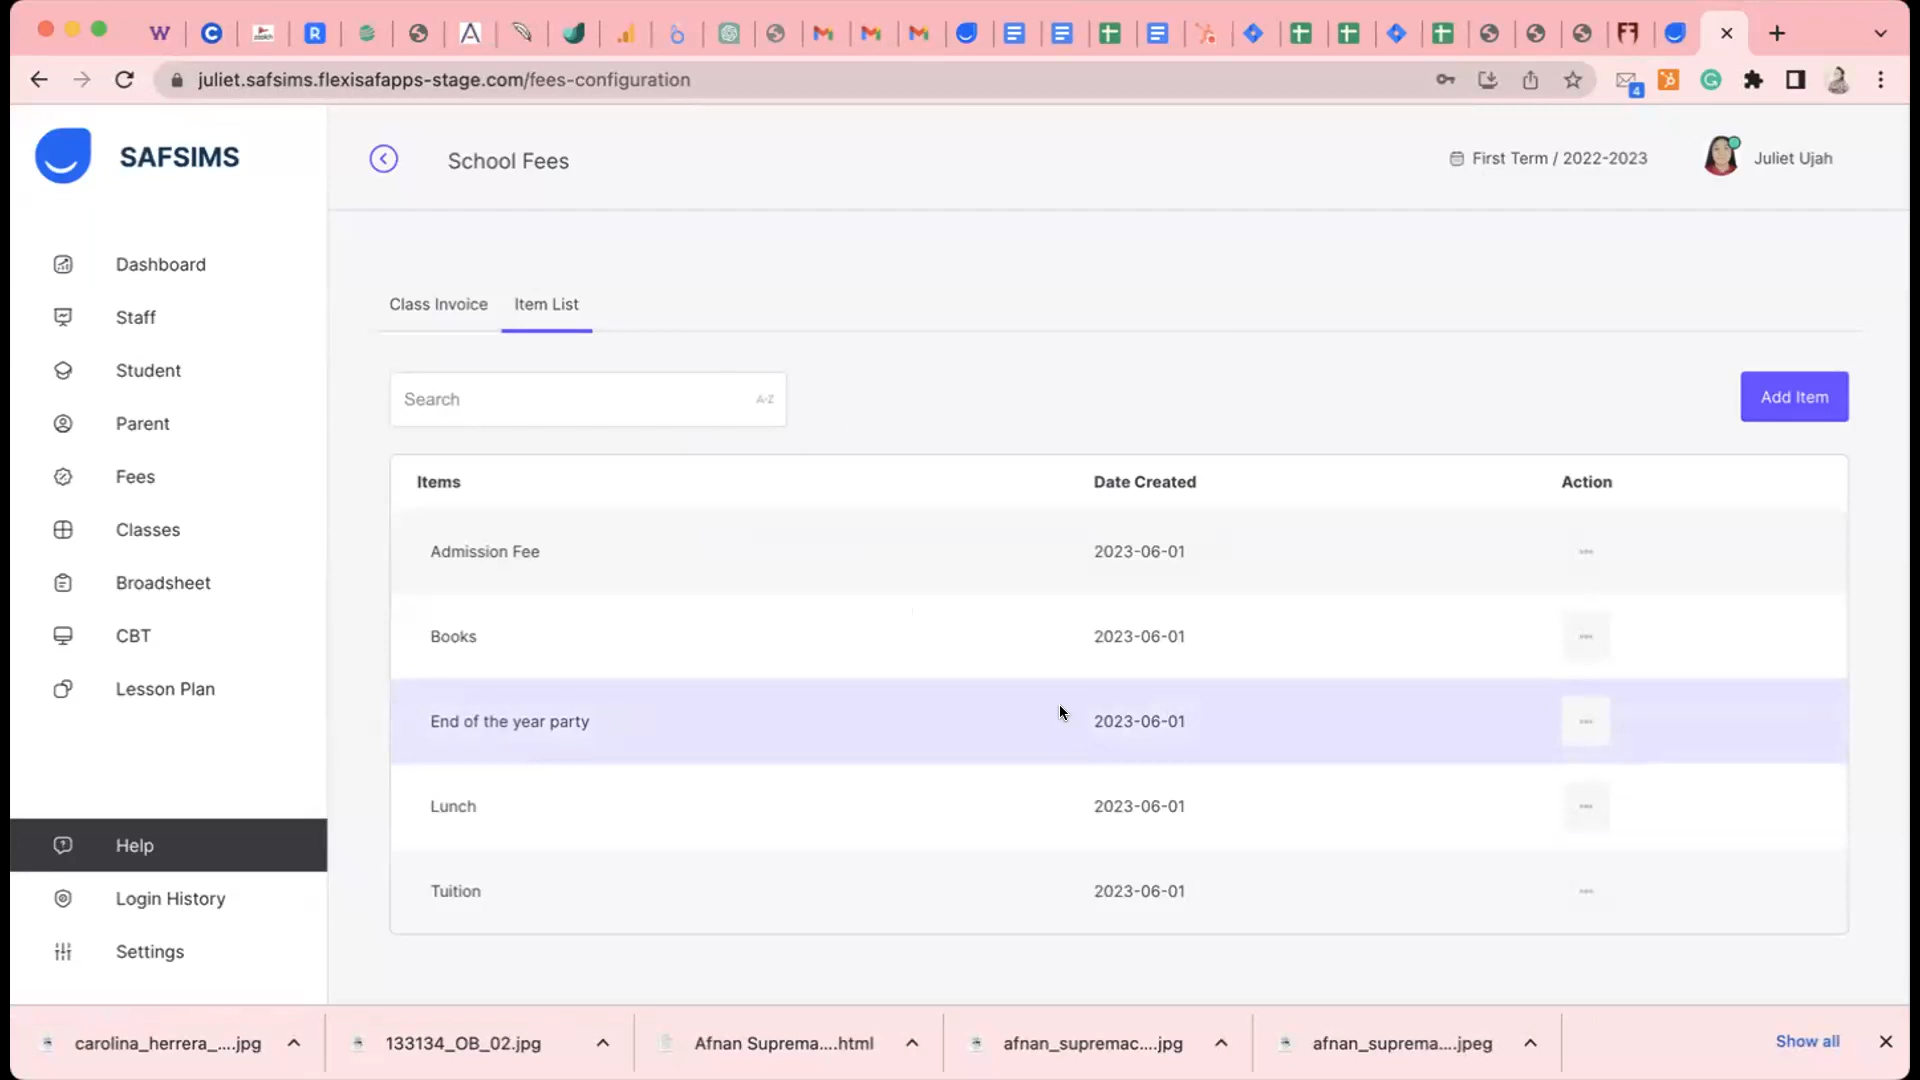 juliet.safsims.flexisafapps-stage.com/fees-configuration
4
SAFSIMS
School Fees
First Term / 2022-2023
Juliet Ujah
Dashboard
Staff
Student
Parent
Fees
Classes
Broadsheet
CBT
Lesson Plan
Help
Login History
Settings
Class Invoice
Item List
Search
A-Z
Add Item
Items Date Created Action
Admission Fee 2023-06-01
Books 2023-06-01
End of the year party 2023-06-01
Lunch 2023-06-01
Tuition 2023-06-01
carolina_herrera_....jpg
133134_OB_02.jpg
Afnan Suprema....html
afnan_supremac....jpg
afnan_suprema....jpeg
Show all